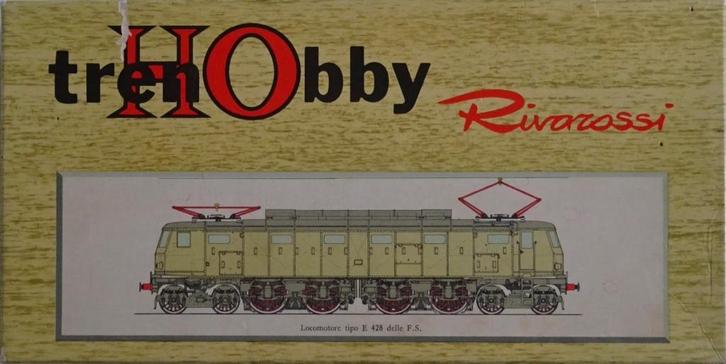 trenHObby
Rivarossi
Locomotore tipo E 428 delle F.S.